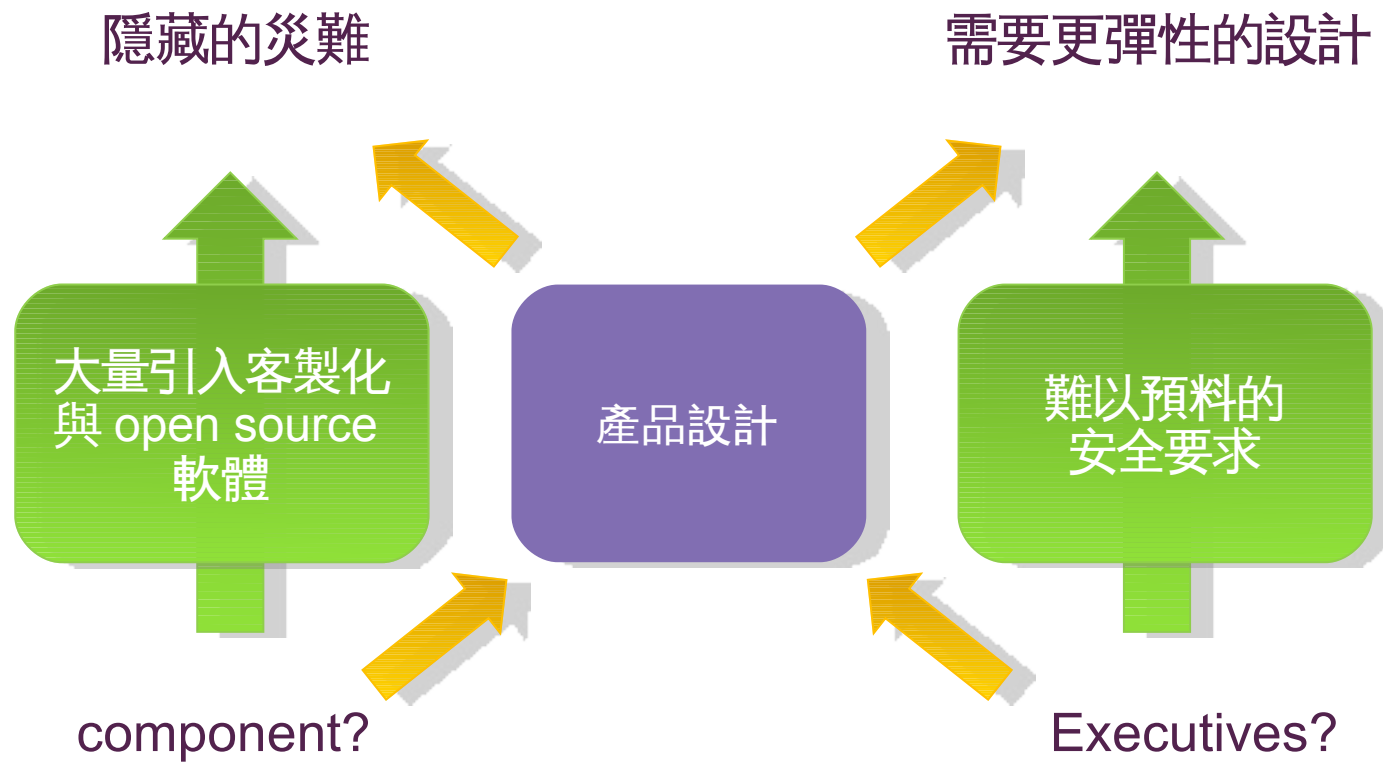 隱藏的災難
需要更彈性的設計
大量引入客製化
與 open source
軟體
產品設計
難以預料的
安全要求
component?
Executives?